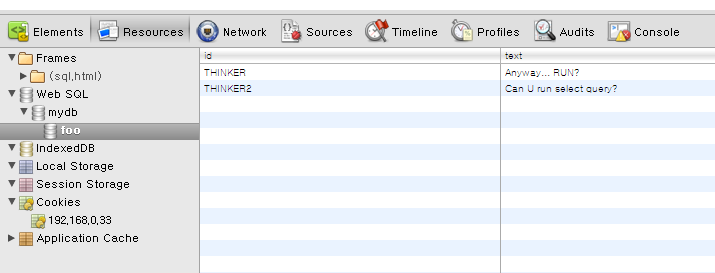 Elements Resources Network Sources Timeline Profiles Audits Console
Frames
(sql,html)
Web SQL
mydb
foo
IndexedDB
Local Storage
Session Storage
Cookies
192,168,0,33
Application Cache
id text
THINKER Anyway... RUN?
THINKER2 Can U run select query?